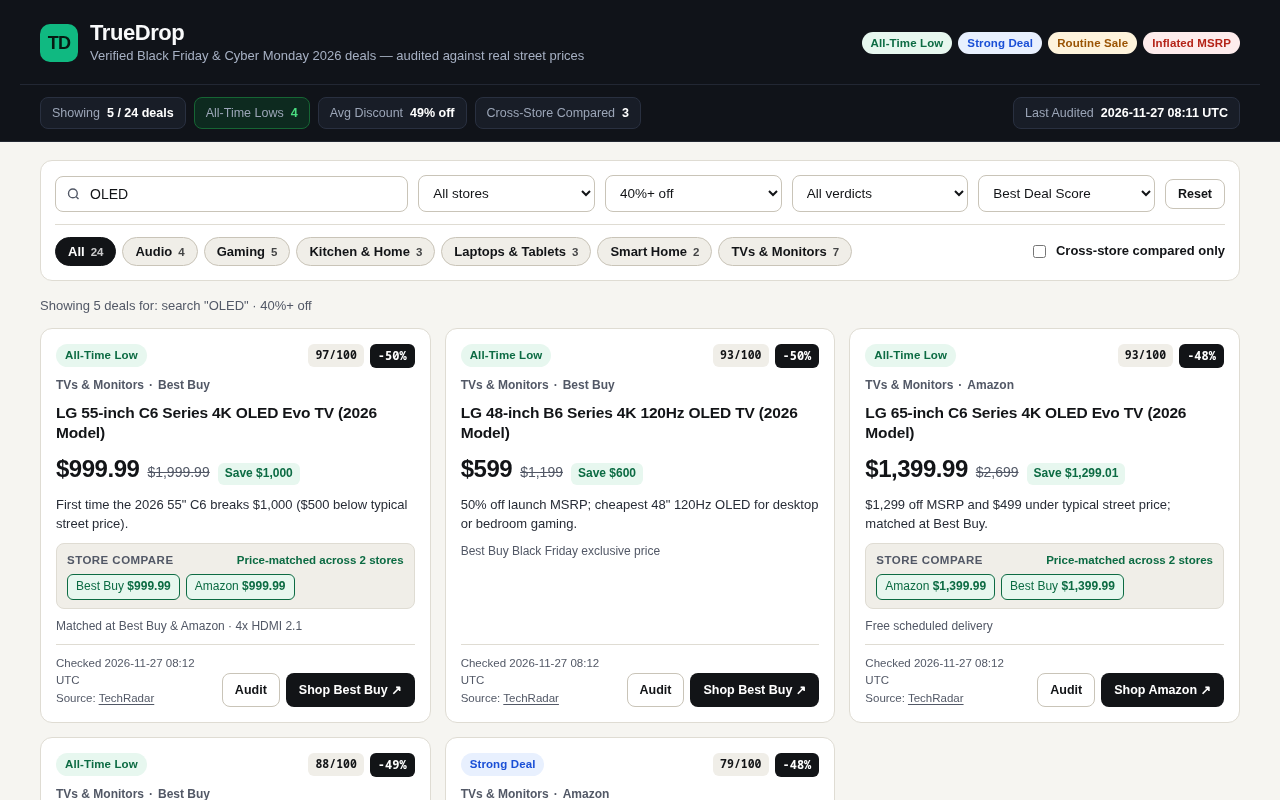 TD
TrueDrop
Verified Black Friday & Cyber Monday 2026 deals — audited against real street prices
All-Time Low Strong Deal Routine Sale Inflated MSRP
Showing 5 / 24 deals All-Time Lows 4 Avg Discount 49% off Cross-Store Compared 3 Last Audited 2026-11-27 08:11 UTC
OLED All stores 40%+ off All verdicts Best Deal Score Reset
All 24 Audio 4 Gaming 5 Kitchen & Home 3 Laptops & Tablets 3 Smart Home 2 TVs & Monitors 7 Cross-store compared only
Showing 5 deals for: search "OLED" · 40%+ off
All-Time Low 97/100 -50%
TVs & Monitors · Best Buy
LG 55-inch C6 Series 4K OLED Evo TV (2026
Model)
$999.99 $1,999.99 Save $1,000
First time the 2026 55" C6 breaks $1,000 ($500 below typical
street price).
STORE COMPARE Price-matched across 2 stores
Best Buy $999.99 Amazon $999.99
Matched at Best Buy & Amazon · 4x HDMI 2.1
Checked 2026-11-27 08:12
UTC
Source: TechRadar
Audit Shop Best Buy ↗
All-Time Low 93/100 -50%
TVs & Monitors · Best Buy
LG 48-inch B6 Series 4K 120Hz OLED TV (2026
Model)
$599 $1,199 Save $600
50% off launch MSRP; cheapest 48" 120Hz OLED for desktop
or bedroom gaming.
Best Buy Black Friday exclusive price
Checked 2026-11-27 08:12
UTC
Source: TechRadar
Audit Shop Best Buy ↗
All-Time Low 93/100 -48%
TVs & Monitors · Amazon
LG 65-inch C6 Series 4K OLED Evo TV (2026
Model)
$1,399.99 $2,699 Save $1,299.01
$1,299 off MSRP and $499 under typical street price;
matched at Best Buy.
STORE COMPARE Price-matched across 2 stores
Amazon $1,399.99 Best Buy $1,399.99
Free scheduled delivery
Checked 2026-11-27 08:12
UTC
Source: TechRadar
Audit Shop Amazon ↗
All-Time Low 88/100 -49%
TVs & Monitors · Best Buy
Strong Deal 79/100 -48%
TVs & Monitors · Amazon